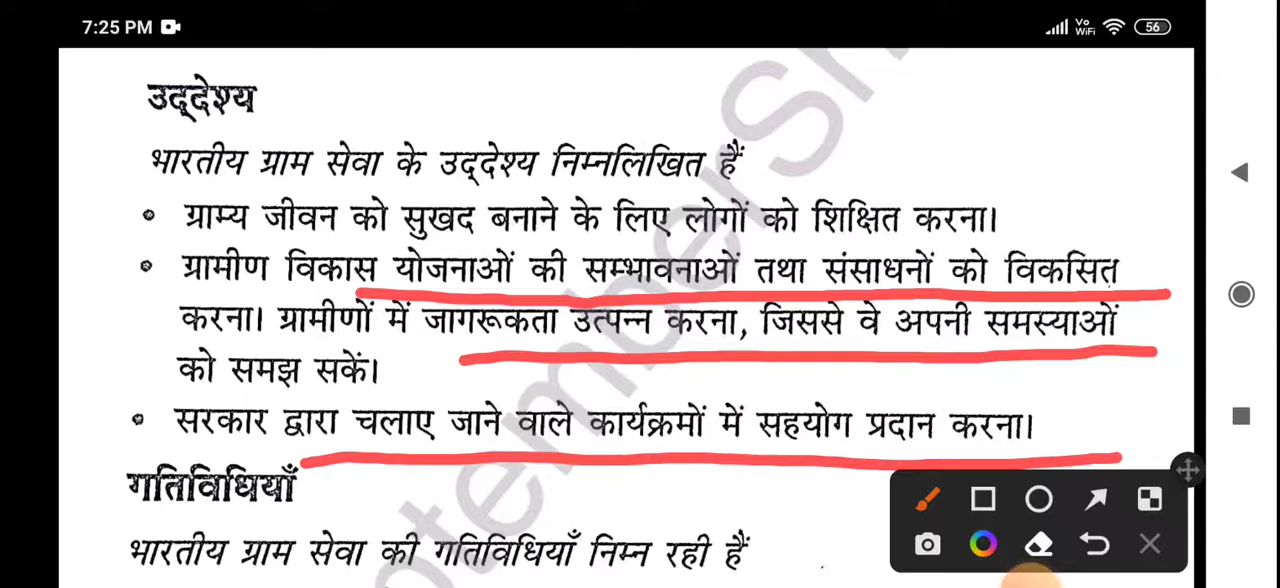 7:25 PM
Vo WiFi 56
उद्देश्य
भारतीय ग्राम सेवा के उद्देश्य निम्नलिखित हैं
• ग्राम्य जीवन को सुखद बनाने के लिए लोगों को शिक्षित करना।
• ग्रामीण विकास योजनाओं की सम्भावनाओं तथा संसाधनों को विकसित
करना। ग्रामीणों में जागरूकता उत्पन्न करना, जिससे वे अपनी समस्याओं
को समझ सकें।
• सरकार द्वारा चलाए जाने वाले कार्यक्रमों में सहयोग प्रदान करना।
गतिविधियाँ
भारतीय ग्राम सेवा की गतिविधियाँ निम्न रही हैं